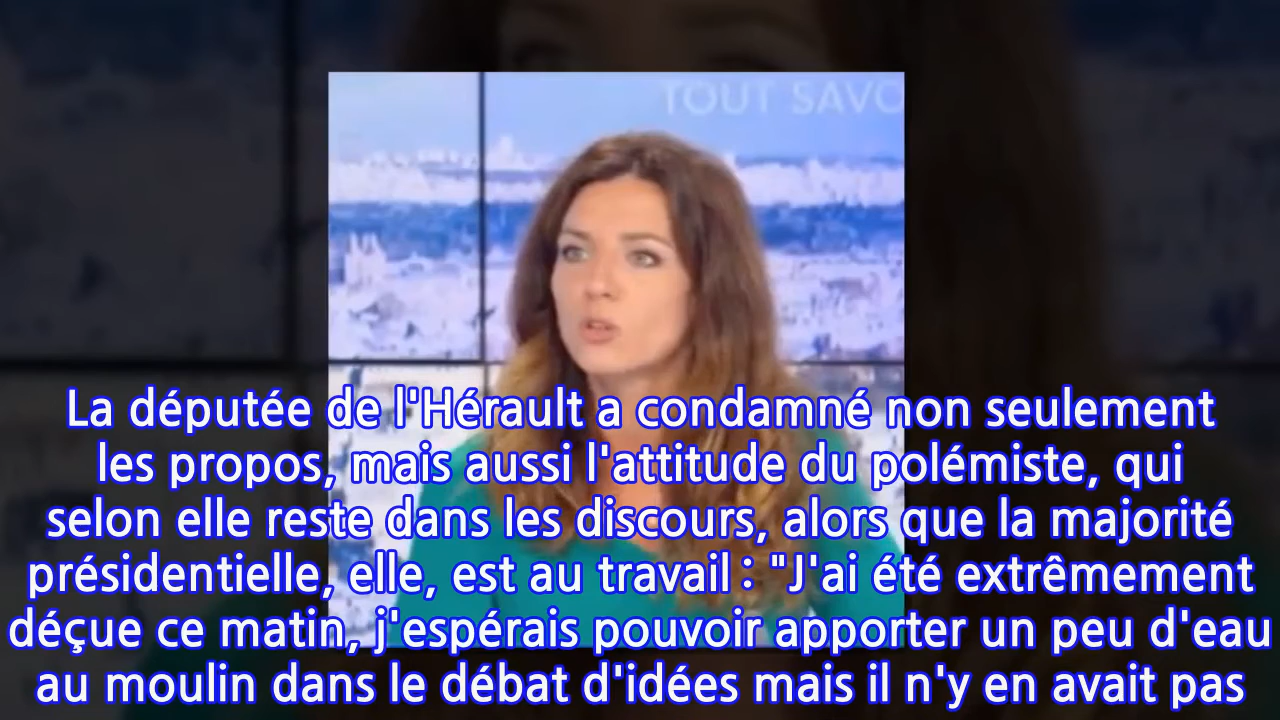 TOUT SAVO
La députée de l'Hérault a condamné non seulement
les propos, mais aussi l'attitude du polémiste, qui
selon elle reste dans les discours, alors que la majorité
présidentielle, elle, est au travail : "J'ai été extrêmement
déçue ce matin, j'espérais pouvoir apporter un peu d'eau
au moulin dans le débat d'idées mais il n'y en avait pas